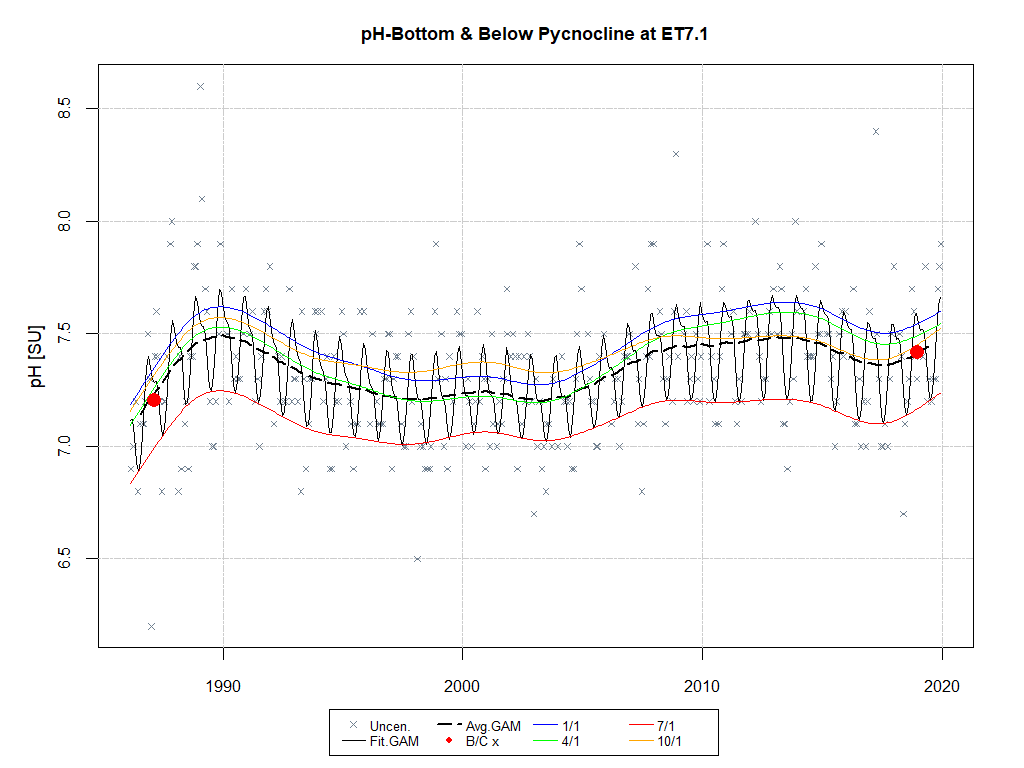 pH-Bottom & Below Pycnocline at ET7.1
pH [SU]
8.5
8.0
7.5
7.0
6.5
1990 2000 2010 2020
Uncen. Avg.GAM 1/1 7/1
Fit.GAM B/C x 4/1 10/1